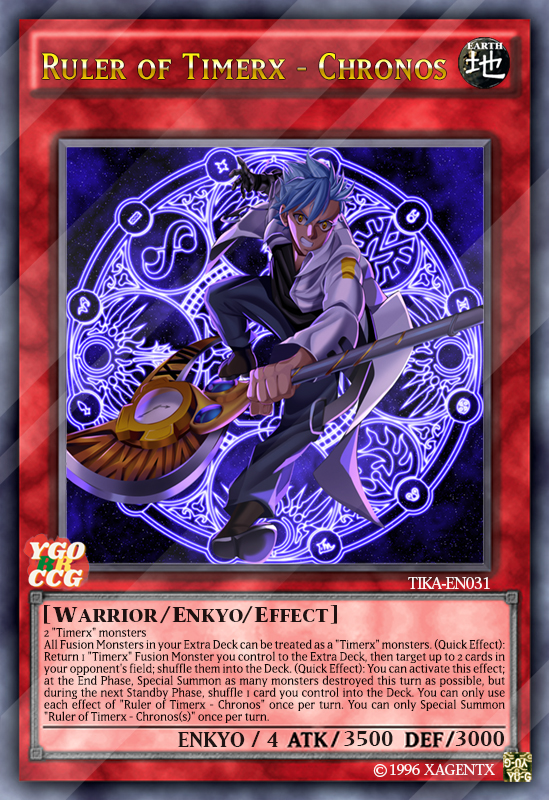 RULER OF TIMERX - CHRONOS
EARTH
地
YGO
BR
CCG
TIKA-EN031
[WARRIOR/ENKYO/EFFECT]
2 "Timerx" monsters
All Fusion Monsters in your Extra Deck can be treated as a "Timerx" monsters. (Quick Effect):
Return 1 "Timerx" Fusion Monster you control to the Extra Deck, then target up to 2 cards in
your opponent's field; shuffle them into the Deck. (Quick Effect): You can activate this effect;
at the End Phase, Special Summon as many monsters destroyed this turn as possible, but
during the next Standby Phase, shuffle 1 card you control into the Deck. You can only use
each effect of "Ruler of Timerx - Chronos" once per turn. You can only Special Summon
"Ruler of Timerx - Chronos(s)" once per turn.
ENKYO / 4 ATK/3500 DEF/3000
©1996 XAGENTX
YU-G